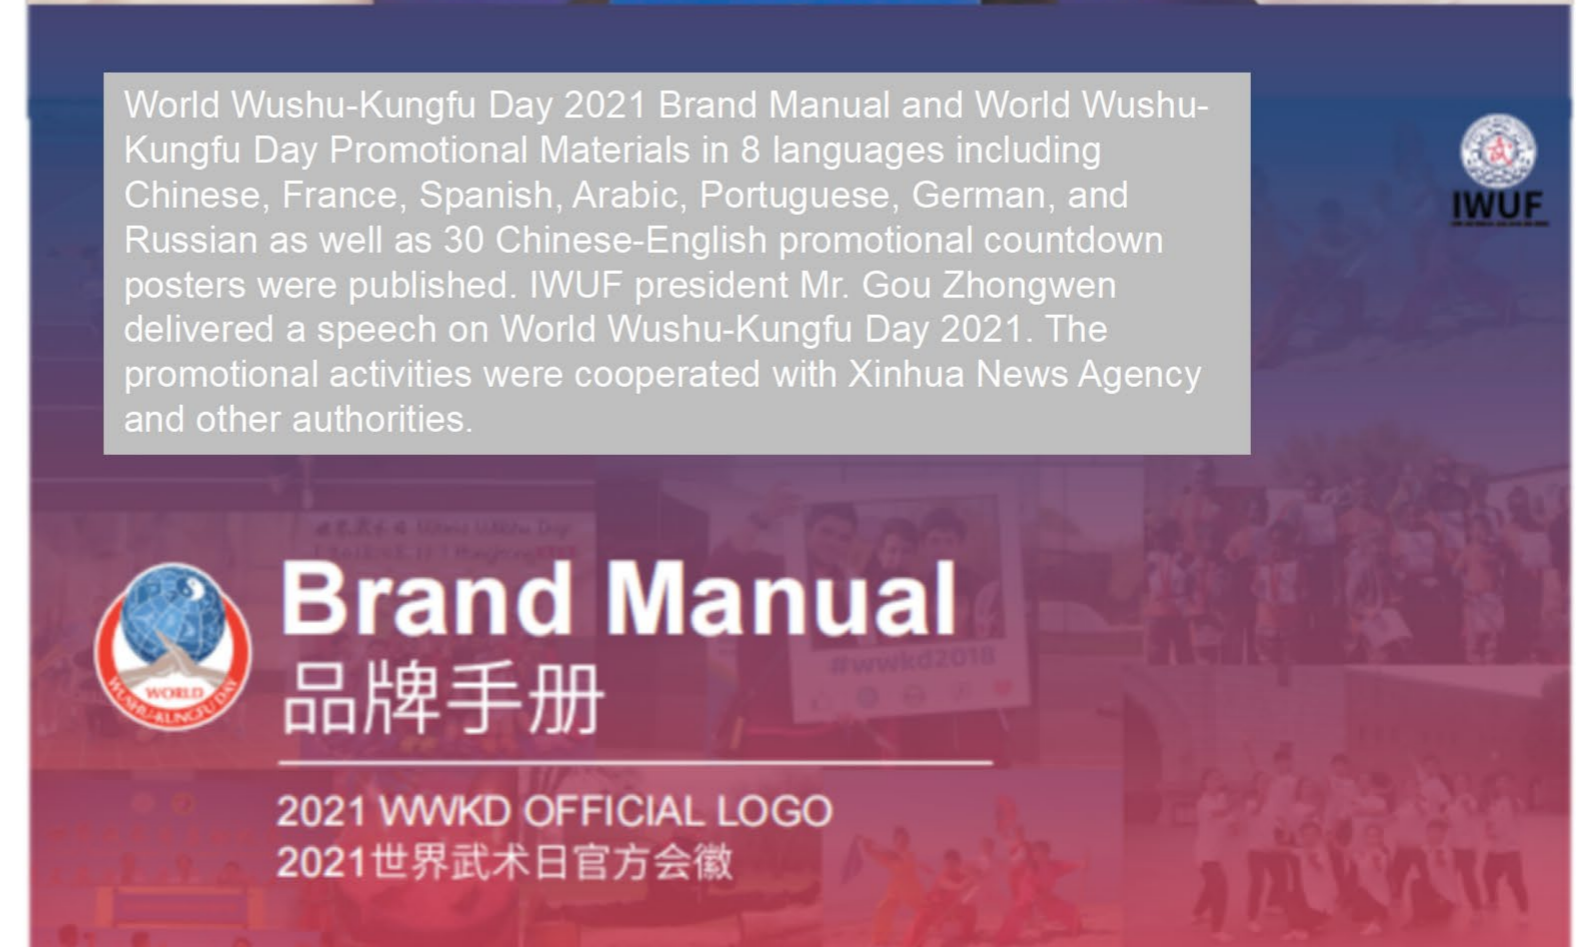 World Wushu-Kungfu Day 2021 Brand Manual and World Wushu-
Kungfu Day Promotional Materials in 8 languages including
Chinese, France, Spanish, Arabic, Portuguese, German, and
Russian as well as 30 Chinese-English promotional countdown
posters were published. IWUF president Mr. Gou Zhongwen
delivered a speech on World Wushu-Kungfu Day 2021. The
promotional activities were cooperated with Xinhua News Agency
and other authorities.
武
IWUF
Brand Manual
品牌手册
WORLD
WUSHU-KUNGFU DAY
#wwkd2018
2021 WWKD OFFICIAL LOGO
2021世界武术日官方会徽